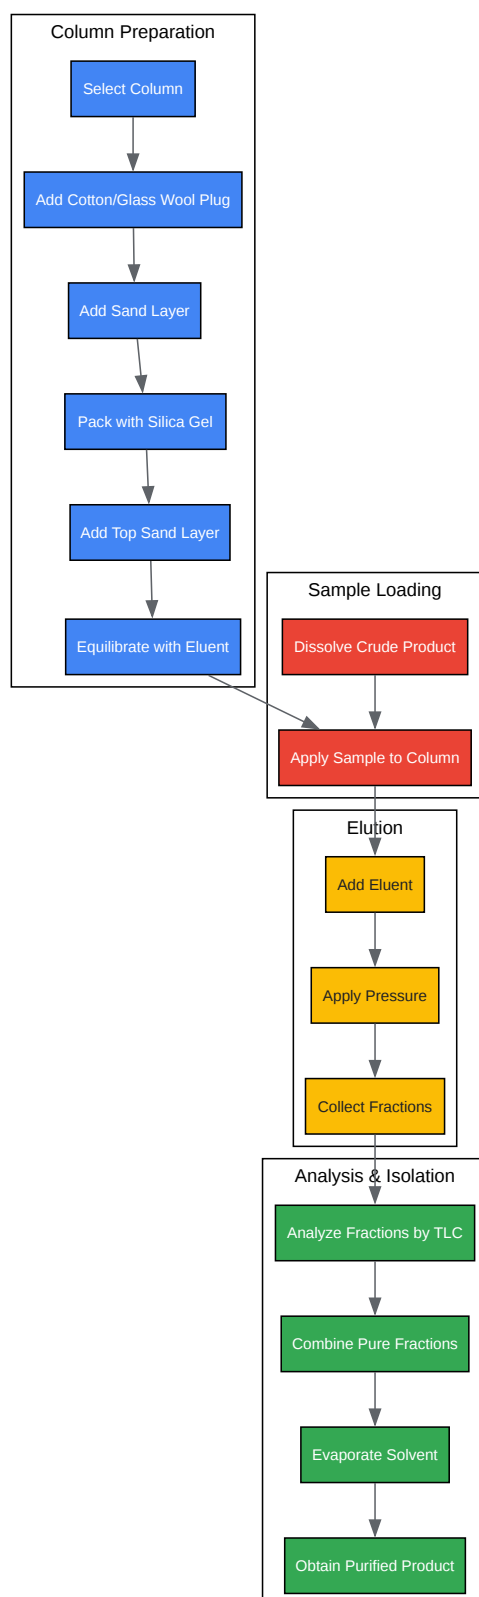 Column Preparation
Select Column
Add Cotton/Glass Wool Plug
Add Sand Layer
Pack with Silica Gel
Add Top Sand Layer
Equilibrate with Eluent
Sample Loading
Dissolve Crude Product
Apply Sample to Column
Elution
Add Eluent
Apply Pressure
Collect Fractions
Analysis & Isolation
Analyze Fractions by TLC
Combine Pure Fractions
Evaporate Solvent
Obtain Purified Product